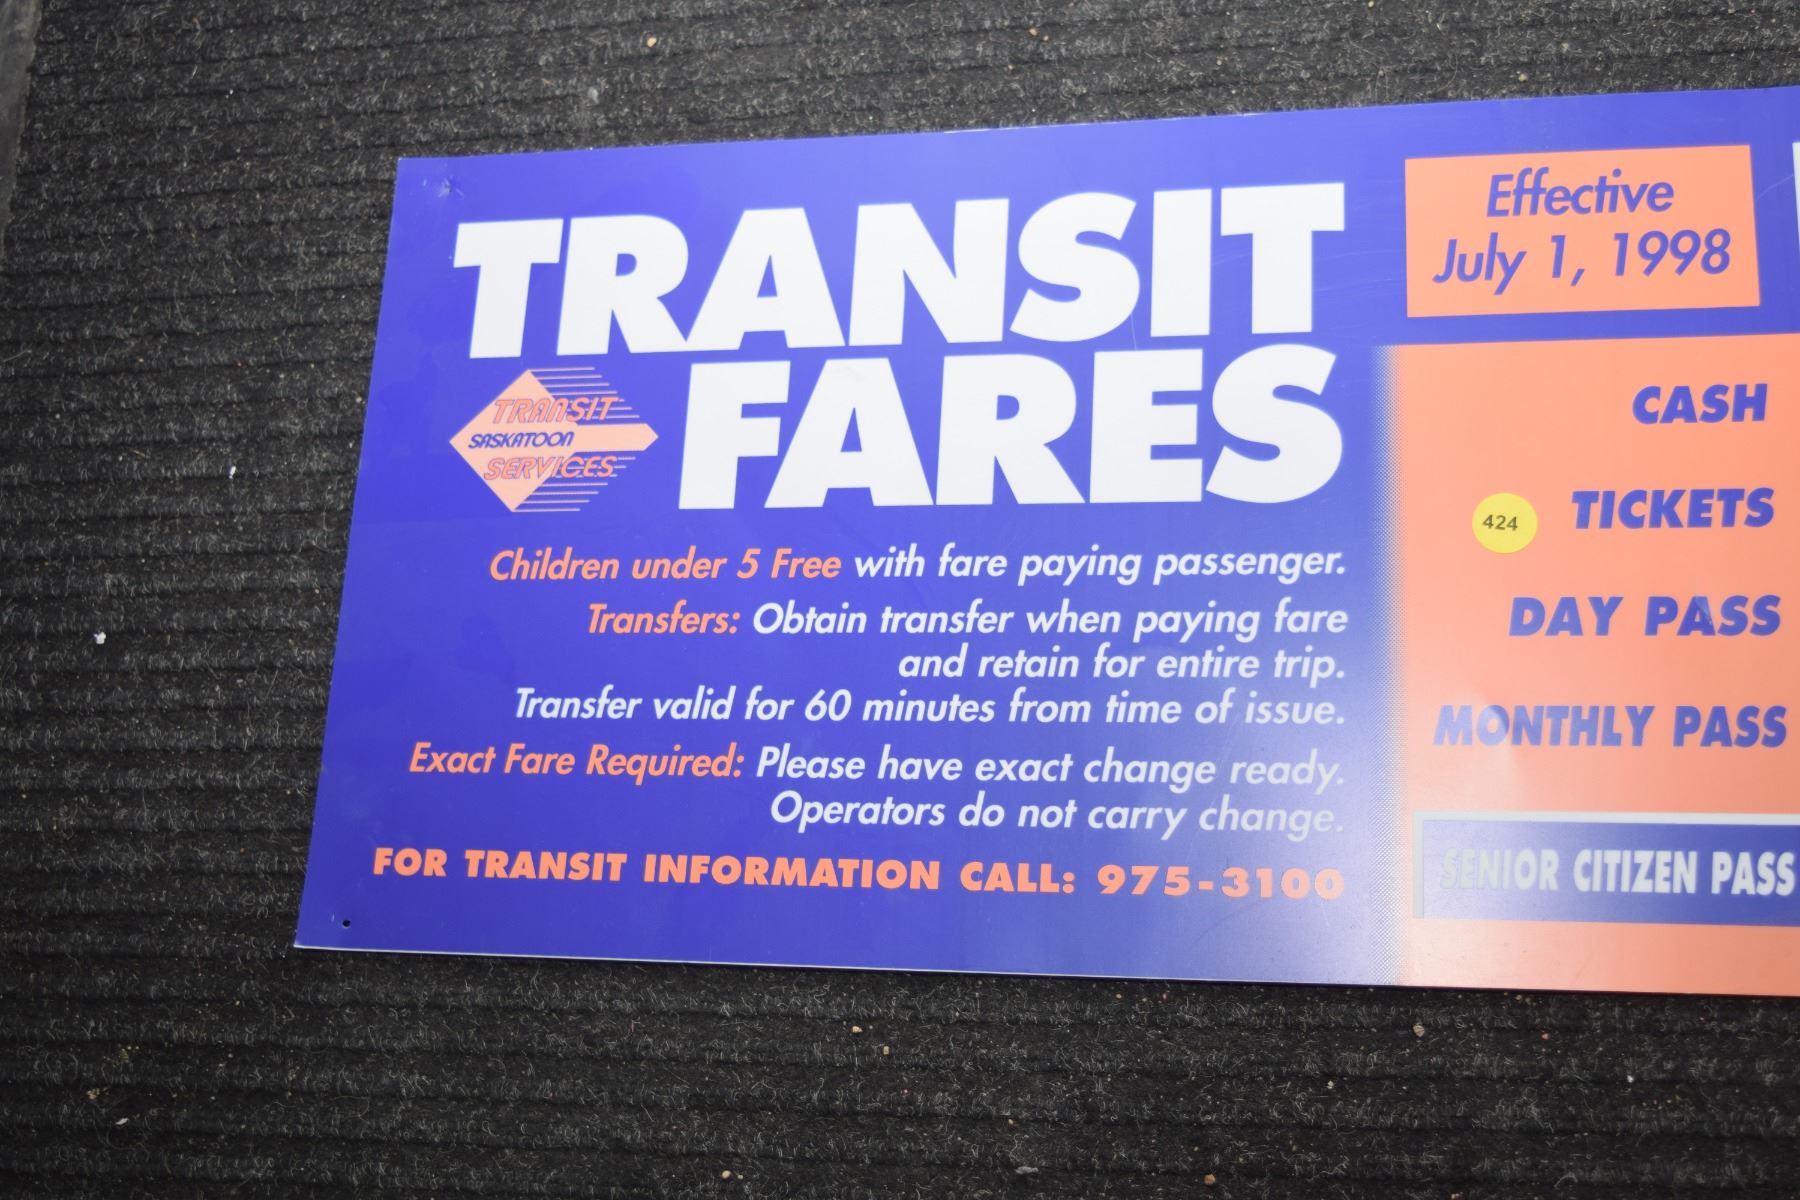 TRANSIT
FARES
TRANSIT
SASKATOON
SERVICES
Children under 5 Free with fare paying passenger.
Transfers: Obtain transfer when paying fare
and retain for entire trip.
Transfer valid for 60 minutes from time of issue.
Exact Fare Required: Please have exact change ready.
Operators do not carry change.
FOR TRANSIT INFORMATION CALL: 975-3100
Effective
July 1, 1998
CASH
424
TICKETS
DAY PASS
MONTHLY PASS
SENIOR CITIZEN PASS